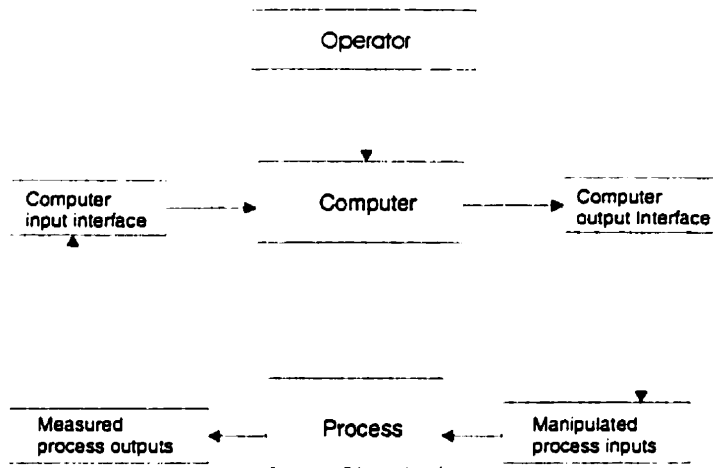 Operator
Computer
input interface
Computer
Computer
output Interface
Measured
process outputs
Process
Manipulated
process inputs